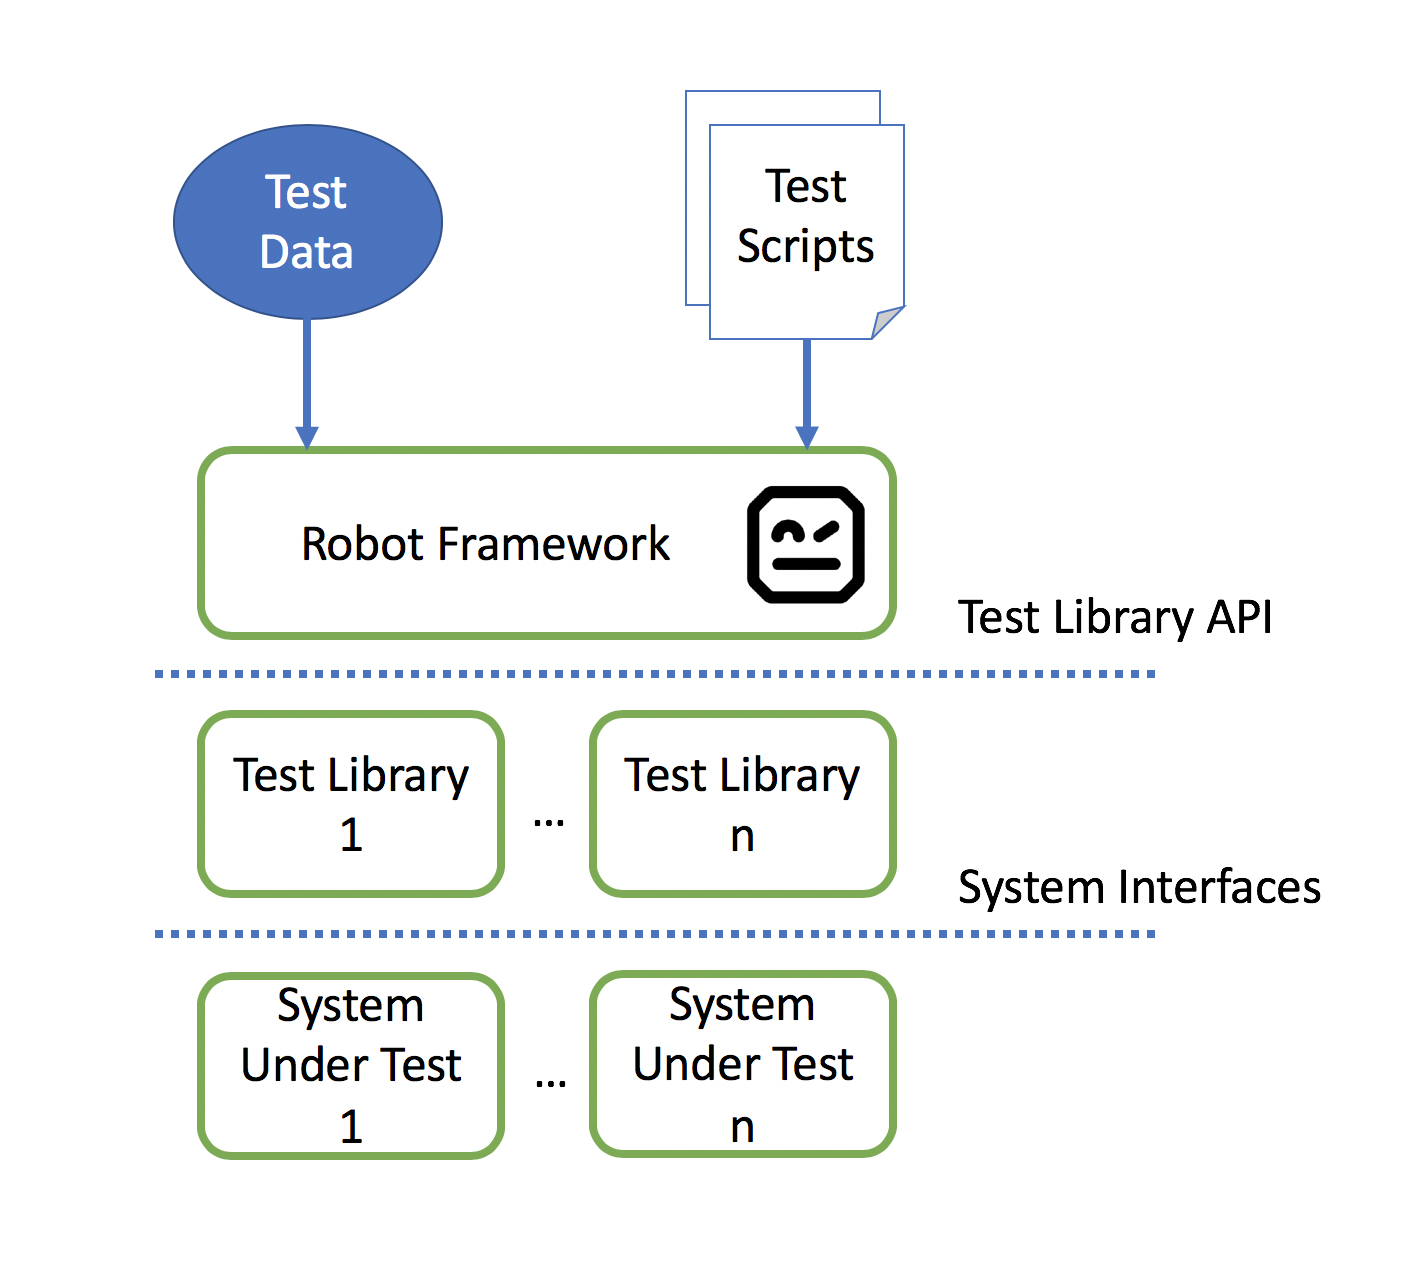 Test
Data
Test
Scripts
Robot Framework
Test Library API
Test Library
1
...
Test Library
n
System Interfaces
System
Under Test
1
...
System
Under Test
n